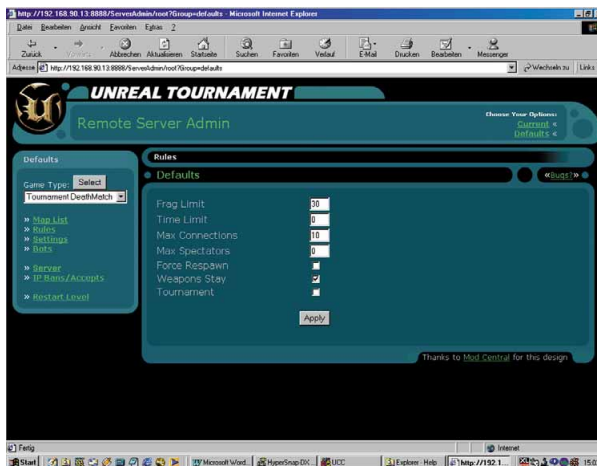 http://192.168.90.13:8888/ServerAdmin/root?Group=defaults - Microsoft Internet Explorer
Datei Bearbeiten Ansicht Favoriten Extras ?
Zurück Abbrechen Aktualisieren Startseite Suchen Favoriten Verlauf E-Mail Drucken Bearbeiten Messenger
Adresse http://192.168.90.13:8888/ServerAdmin/root?Group=defaults Wechseln zu Links
UNREAL TOURNAMENT
Remote Server Admin
Choose Your Options:
Current «
Defaults «
Defaults
Game Type: Select
Tournament DeathMatch
» Map List
» Rules
» Settings
» Bots
» Server
» IP Bans/Accepts
» Restart Level
Rules
Defaults
«Bugs?»
Frag Limit 30
Time Limit 0
Max Connections 10
Max Spectators 0
Force Respawn
Weapons Stay
Tournament
Apply
Thanks to Mod Central for this design
Fertig Internet
Start Microsoft Word... HyperSnap-DX... UCC Explorer - Help http://192.1...